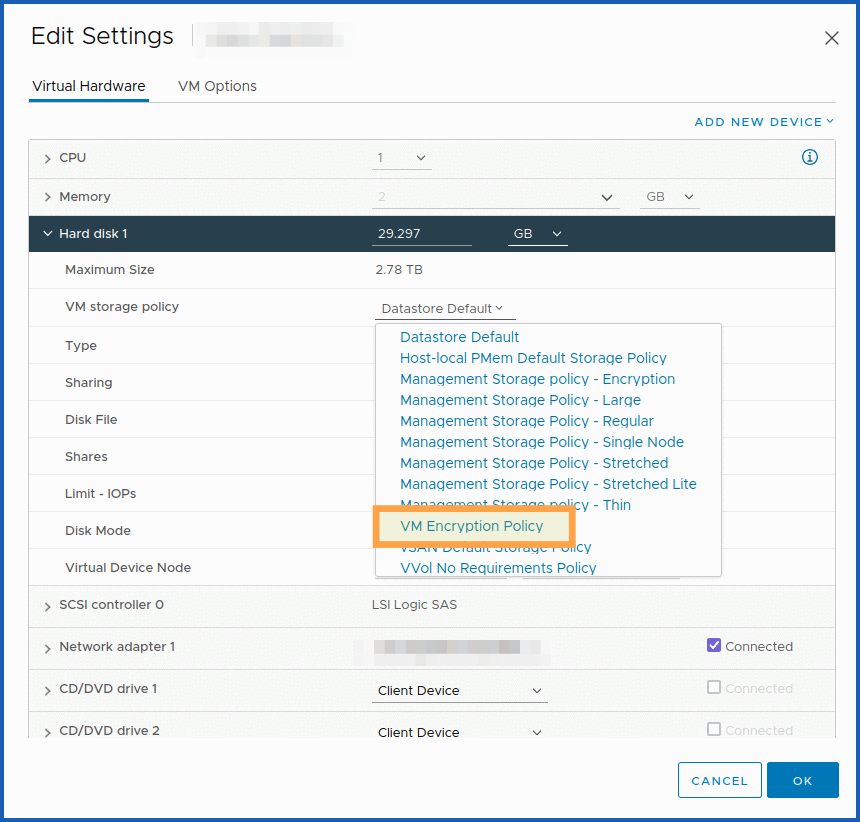 Edit Settings
Virtual Hardware VM Options
ADD NEW DEVICE
CPU 1
Memory 2 GB
Hard disk 1 29.297 GB
Maximum Size 2.78 TB
VM storage policy Datastore Default
Datastore Default
Host-local PMem Default Storage Policy
Type
Management Storage policy - Encryption
Sharing
Management Storage Policy - Large
Disk File
Management Storage Policy - Regular
Management Storage Policy - Single Node
Shares
Management Storage Policy - Stretched
Management Storage Policy - Stretched Lite
Limit - IOPs
Management Storage policy - Thin
Disk Mode
VM Encryption Policy
vSAN Default Storage Policy
Virtual Device Node
VVol No Requirements Policy
SCSI controller 0 LSI Logic SAS
Network adapter 1 Connected
CD/DVD drive 1 Client Device Connected
CD/DVD drive 2 Client Device Connected
CANCEL OK